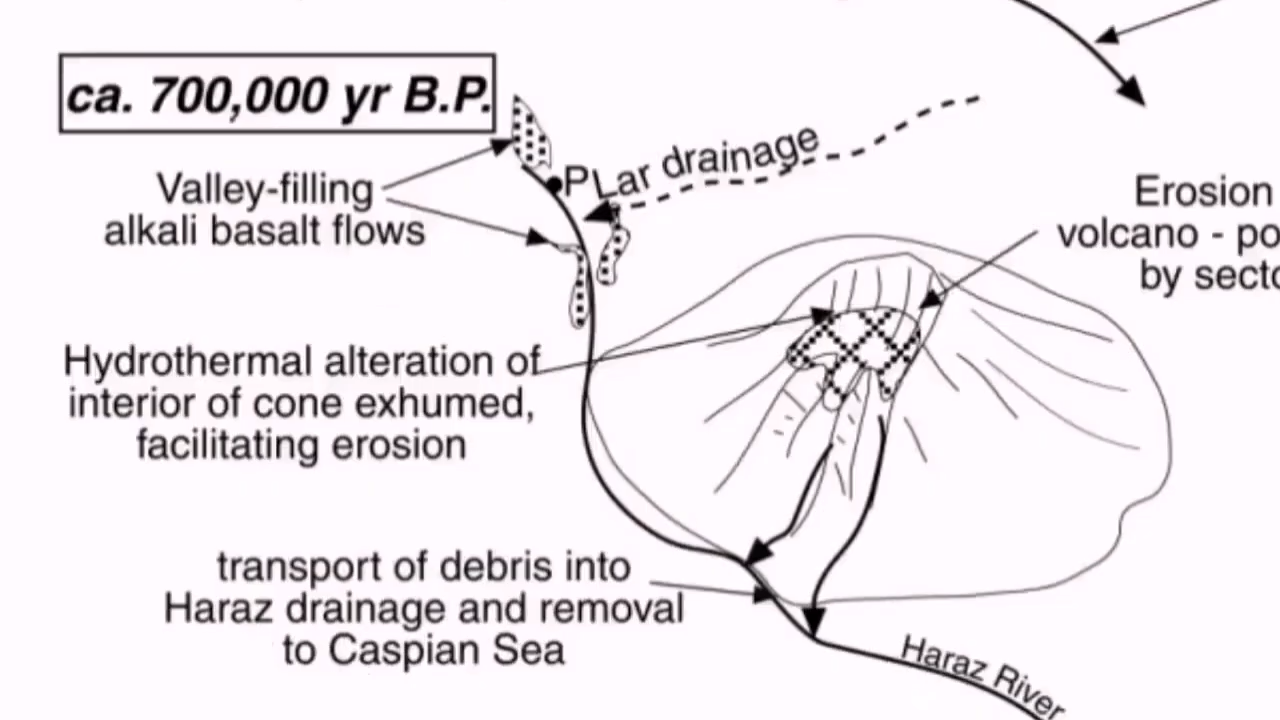 ca. 700,000 yr B.P.
Valley-filling
alkali basalt flows
P
Lar drainage
Erosion
volcano - po
by secto
Hydrothermal alteration of
interior of cone exhumed,
facilitating erosion
transport of debris into
Haraz drainage and removal
to Caspian Sea
Haraz River